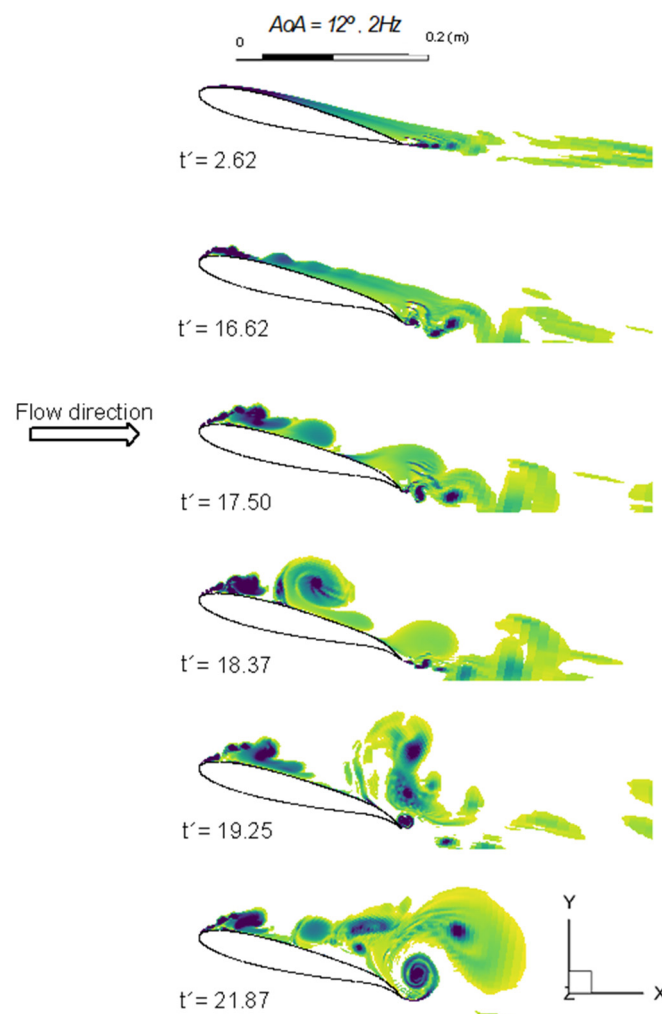 AoA = 12º . 2Hz
0 0.2 (m)
t´= 2.62
t´= 16.62
Flow direction
t´= 17.50
t´= 18.37
t´= 19.25
t´= 21.87
Y
Z X